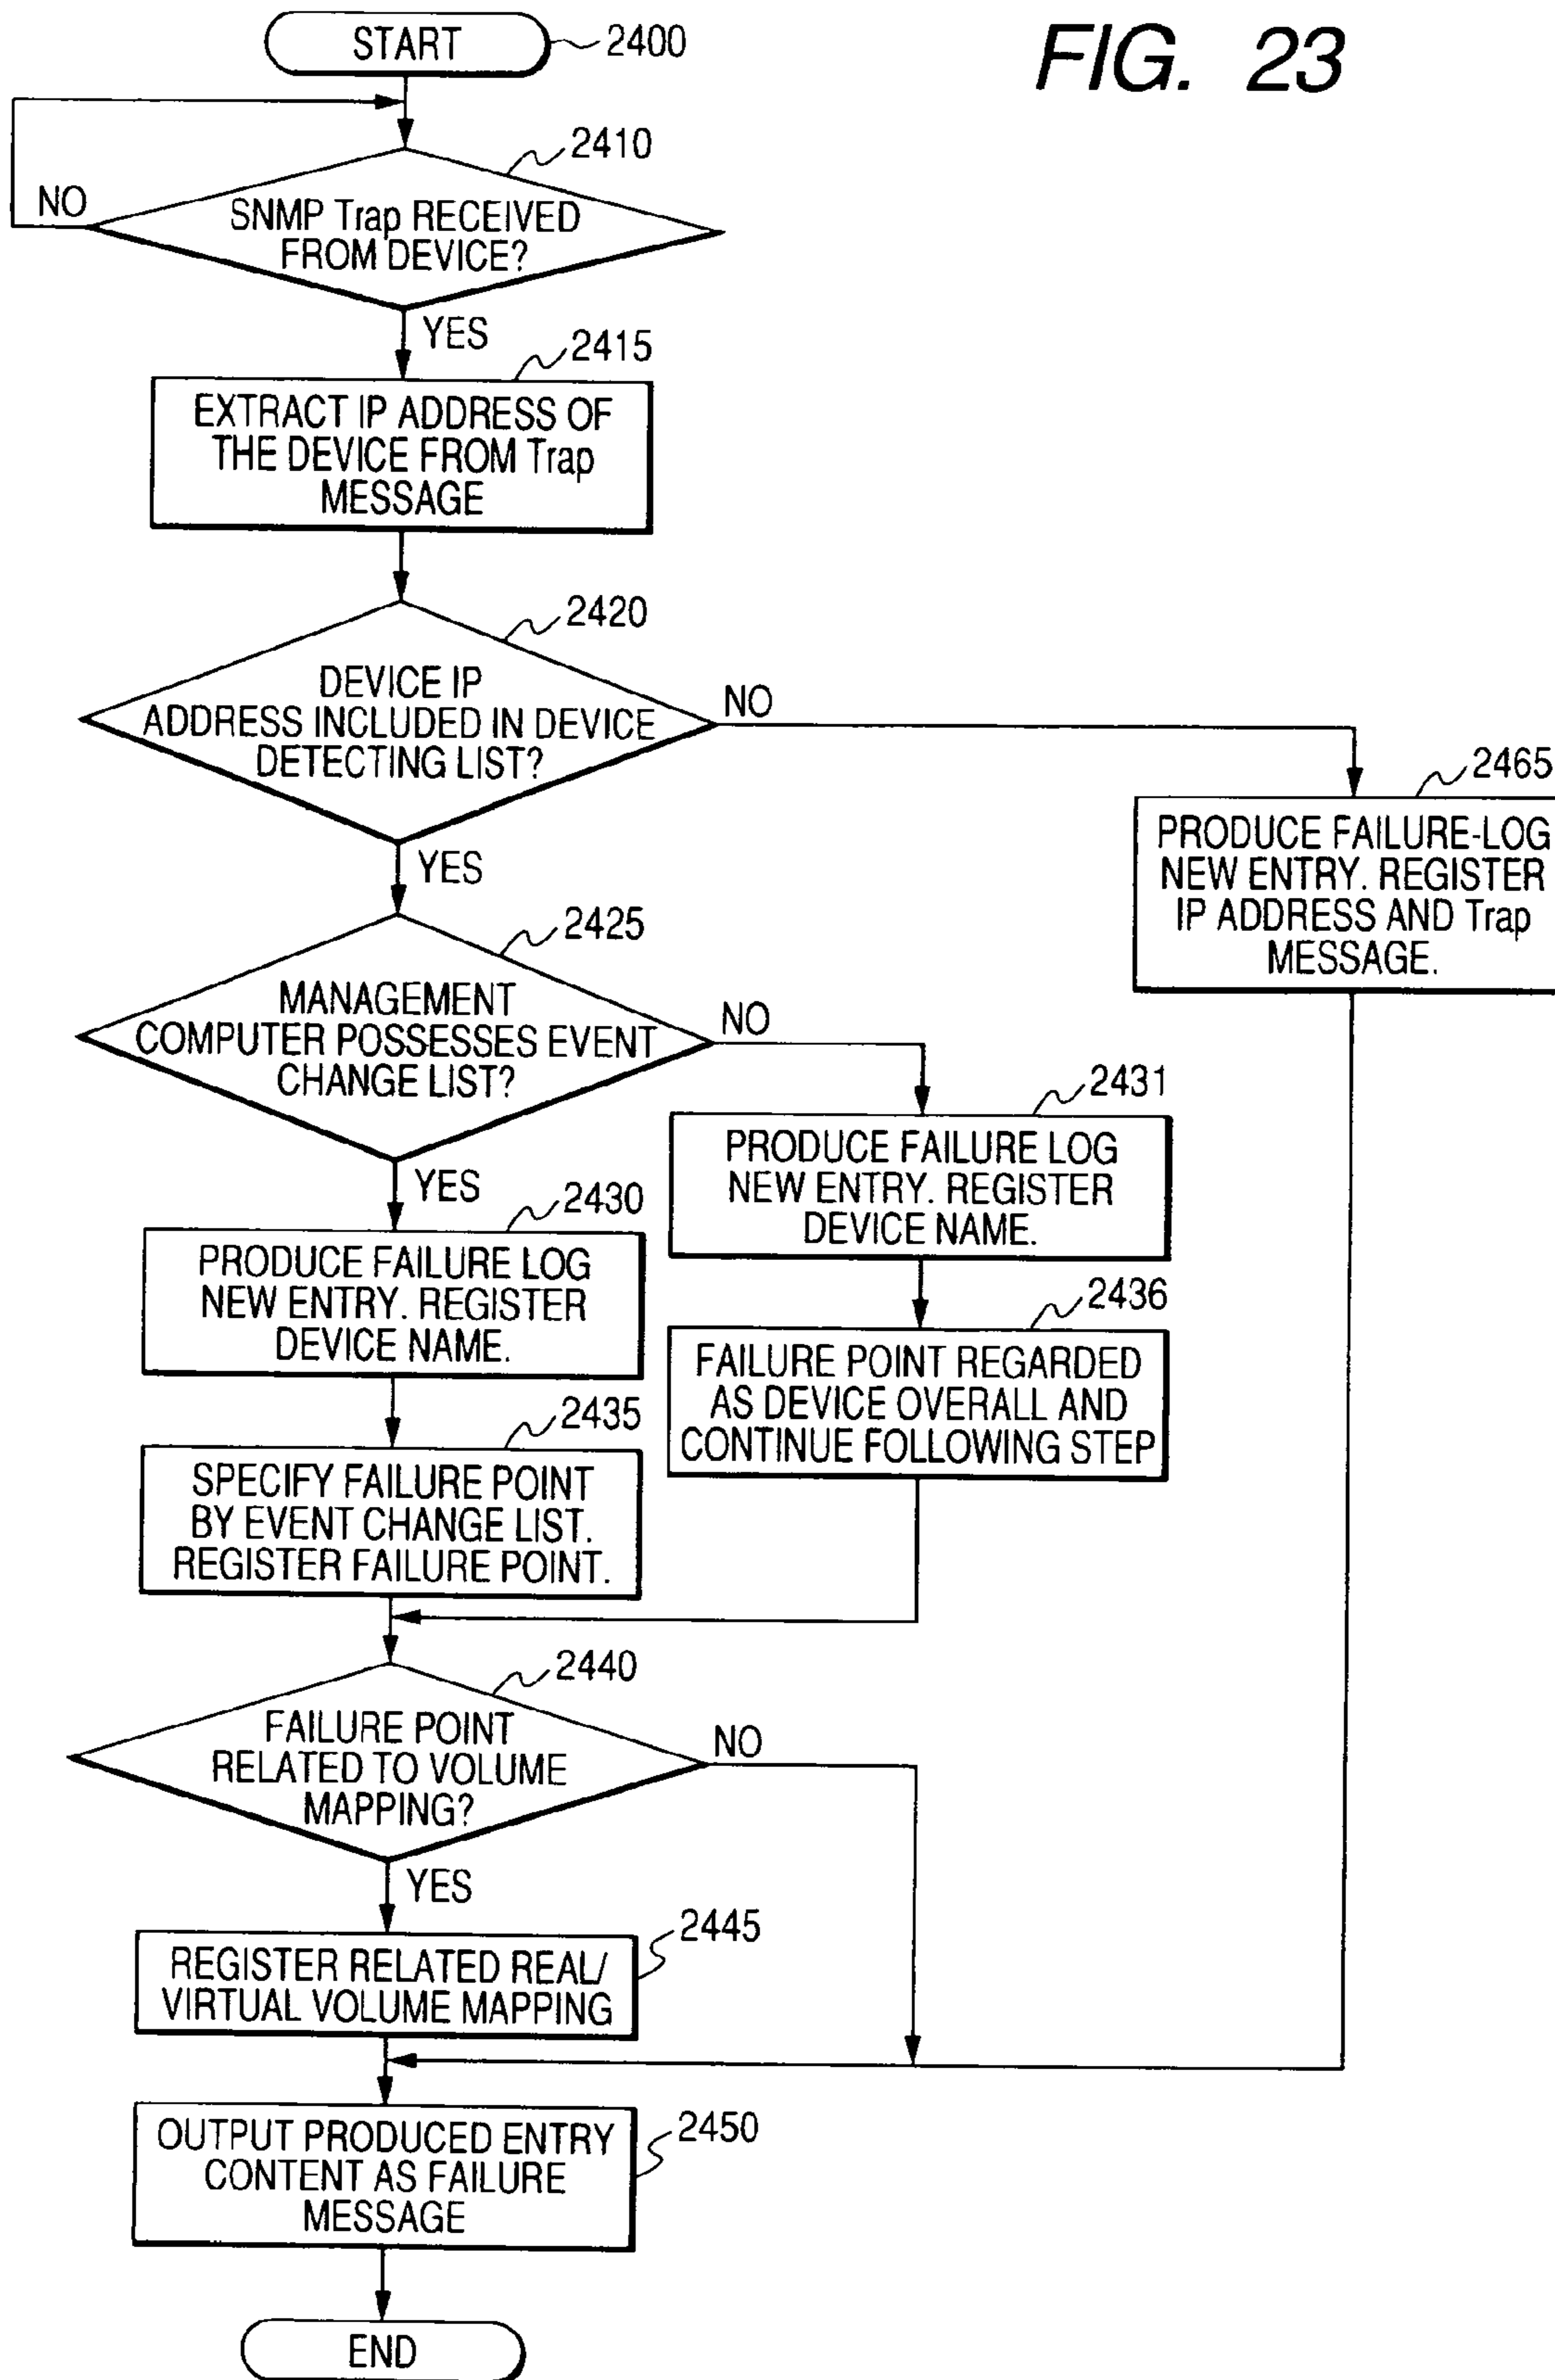 FIG. 23
START
2400
2410
NO
SNMP Trap RECEIVED
FROM DEVICE?
YES
2415
EXTRACT IP ADDRESS OF
THE DEVICE FROM Trap
MESSAGE
2420
DEVICE IP
ADDRESS INCLUDED IN DEVICE
DETECTING LIST?
NO
YES
2465
PRODUCE FAILURE-LOG
NEW ENTRY. REGISTER
IP ADDRESS AND Trap
MESSAGE.
2425
MANAGEMENT
COMPUTER POSSESSES EVENT
CHANGE LIST?
NO
YES
2431
PRODUCE FAILURE LOG
NEW ENTRY. REGISTER
DEVICE NAME.
2430
PRODUCE FAILURE LOG
NEW ENTRY. REGISTER
DEVICE NAME.
2436
FAILURE POINT REGARDED
AS DEVICE OVERALL AND
CONTINUE FOLLOWING STEP
2435
SPECIFY FAILURE POINT
BY EVENT CHANGE LIST.
REGISTER FAILURE POINT.
2440
FAILURE POINT
RELATED TO VOLUME
MAPPING?
NO
YES
2445
REGISTER RELATED REAL/
VIRTUAL VOLUME MAPPING
2450
OUTPUT PRODUCED ENTRY
CONTENT AS FAILURE
MESSAGE
END